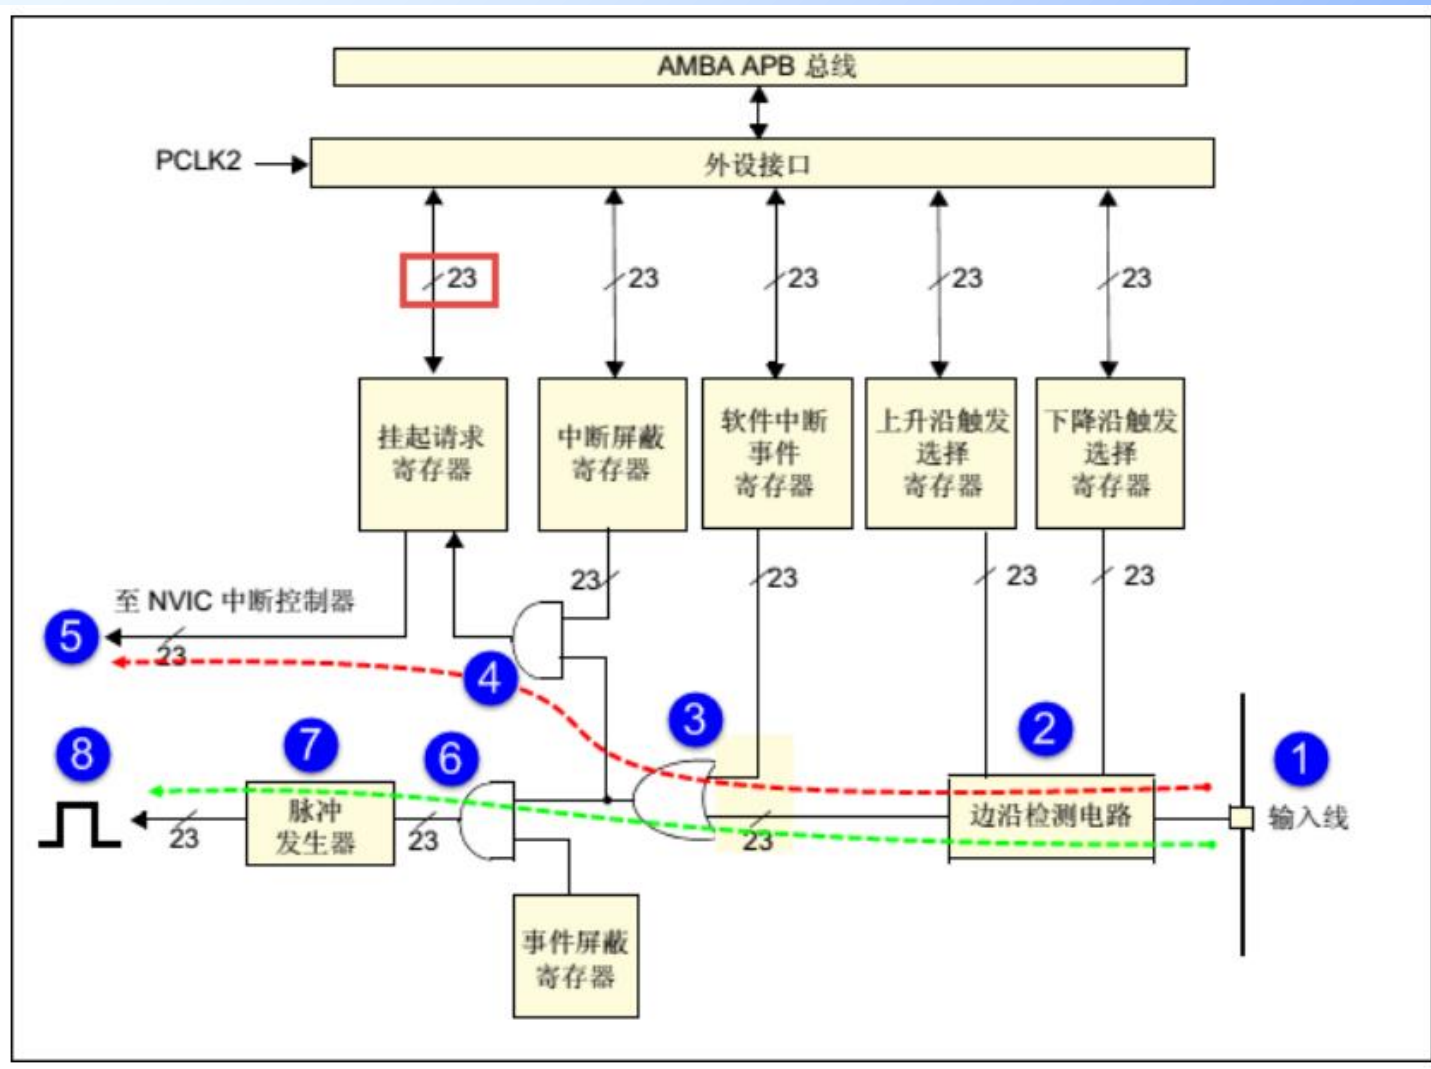 AMBA APB 总线
PCLK2
外设接口
23
23
23
23
23
挂起请求
寄存器
中断屏蔽
寄存器
软件中断
事件
寄存器
上升沿触发
选择
寄存器
下降沿触发
选择
寄存器
23
23
23
23
至 NVIC 中断控制器
5
23
4
3
2
1
8
7
6
脉冲
发生器
边沿检测电路
输入线
23
23
23
事件屏蔽
寄存器